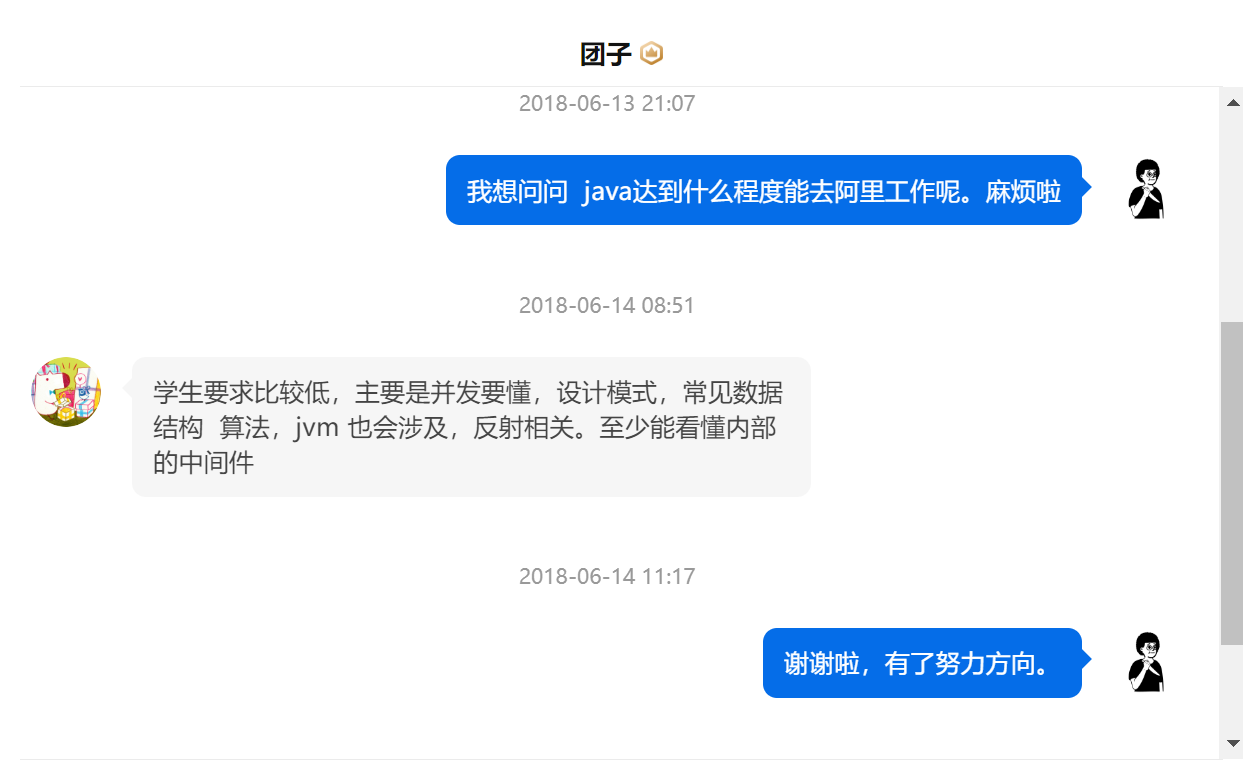 团子
2018-06-13 21:07
我想问问  java达到什么程度能去阿里工作呢。麻烦啦
2018-06-14 08:51
学生要求比较低，主要是并发要懂，设计模式，常见数据
结构  算法，jvm 也会涉及，反射相关。至少能看懂内部
的中间件
2018-06-14 11:17
谢谢啦，有了努力方向。